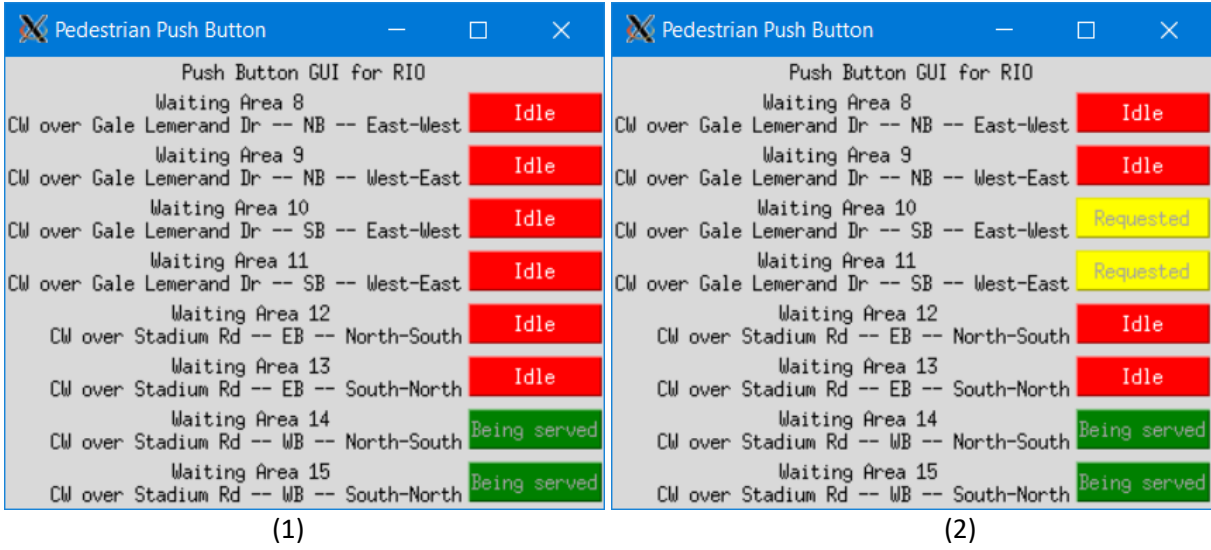 Pedestrian Push Button
Push Button GUI for RIO
Waiting Area 8
CW over Gale Lemerand Dr -- NB -- East-West
Idle
Waiting Area 9
CW over Gale Lemerand Dr -- NB -- West-East
Idle
Waiting Area 10
CW over Gale Lemerand Dr -- SB -- East-West
Idle
Waiting Area 11
CW over Gale Lemerand Dr -- SB -- West-East
Idle
Waiting Area 12
CW over Stadium Rd -- EB -- North-South
Idle
Waiting Area 13
CW over Stadium Rd -- EB -- South-North
Idle
Waiting Area 14
CW over Stadium Rd -- WB -- North-South
Being served
Waiting Area 15
CW over Stadium Rd -- WB -- South-North
Being served
(1)
Pedestrian Push Button
Push Button GUI for RIO
Waiting Area 8
CW over Gale Lemerand Dr -- NB -- East-West
Idle
Waiting Area 9
CW over Gale Lemerand Dr -- NB -- West-East
Idle
Waiting Area 10
CW over Gale Lemerand Dr -- SB -- East-West
Requested
Waiting Area 11
CW over Gale Lemerand Dr -- SB -- West-East
Requested
Waiting Area 12
CW over Stadium Rd -- EB -- North-South
Idle
Waiting Area 13
CW over Stadium Rd -- EB -- South-North
Idle
Waiting Area 14
CW over Stadium Rd -- WB -- North-South
Being served
Waiting Area 15
CW over Stadium Rd -- WB -- South-North
Being served
(2)